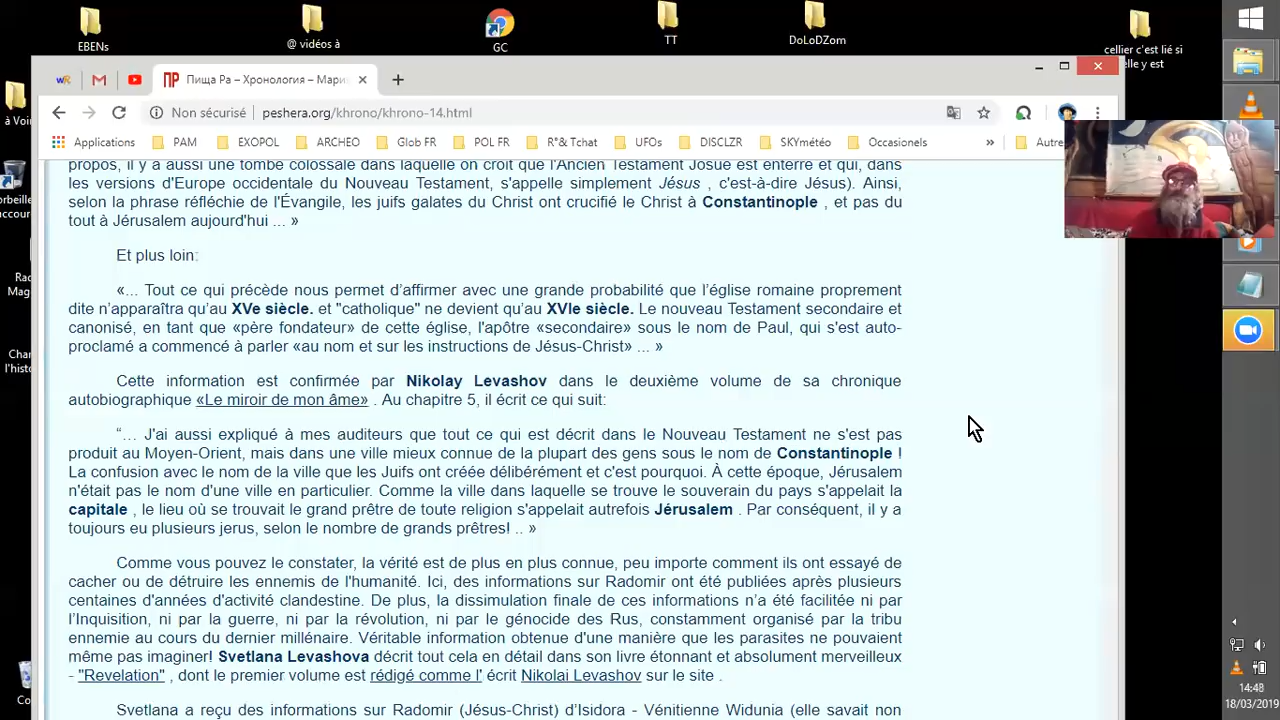 EBENs
@ vidéos à
GC
TT
DoLoDZom
cellier c'est lié si
Пища Ра – Хронология – Мари
Non sécurisé
peshera.org/khrono/khrono-14.html
Applications PAM EXOPOL ARCHEO Glob FR POL FR R°& Tchat UFOs DISCLZR SKYmétéo Occasionels » Autre
à Voi
propos, il y a aussi une tombe colossale dans laquelle on croit que l'Ancien Testament Josué est enterré et qui, dans
les versions d'Europe occidentale du Nouveau Testament, s'appelle simplement Jésus , c'est-à-dire Jésus). Ainsi,
selon la phrase réfléchie de l'Évangile, les juifs galates du Christ ont crucifié le Christ à Constantinople , et pas du
tout à Jérusalem aujourd'hui ... »
Et plus loin:
«... Tout ce qui précède nous permet d’affirmer avec une grande probabilité que l’église romaine proprement
dite n’apparaîtra qu’au XVe siècle. et "catholique" ne devient qu’au XVIe siècle. Le nouveau Testament secondaire et
canonisé, en tant que «père fondateur» de cette église, l'apôtre «secondaire» sous le nom de Paul, qui s'est auto-
proclamé a commencé à parler «au nom et sur les instructions de Jésus-Christ» ... »
Cette information est confirmée par Nikolay Levashov dans le deuxième volume de sa chronique
autobiographique «Le miroir de mon âme» . Au chapitre 5, il écrit ce qui suit:
“… J'ai aussi expliqué à mes auditeurs que tout ce qui est décrit dans le Nouveau Testament ne s'est pas
produit au Moyen-Orient, mais dans une ville mieux connue de la plupart des gens sous le nom de Constantinople !
La confusion avec le nom de la ville que les Juifs ont créée délibérément et c'est pourquoi. À cette époque, Jérusalem
n'était pas le nom d'une ville en particulier. Comme la ville dans laquelle se trouve le souverain du pays s'appelait la
capitale , le lieu où se trouvait le grand prêtre de toute religion s'appelait autrefois Jérusalem . Par conséquent, il y a
toujours eu plusieurs jerus, selon le nombre de grands prêtres! .. »
Comme vous pouvez le constater, la vérité est de plus en plus connue, peu importe comment ils ont essayé de
cacher ou de détruire les ennemis de l'humanité. Ici, des informations sur Radomir ont été publiées après plusieurs
centaines d'années d'activité clandestine. De plus, la dissimulation finale de ces informations n’a été facilitée ni par
l’Inquisition, ni par la guerre, ni par la révolution, ni par le génocide des Rus, constamment organisé par la tribu
ennemie au cours du dernier millénaire. Véritable information obtenue d'une manière que les parasites ne pouvaient
même pas imaginer! Svetlana Levashova décrit tout cela en détail dans son livre étonnant et absolument merveilleux
- "Revelation" , dont le premier volume est rédigé comme l' écrit Nikolai Levashov sur le site .
Svetlana a reçu des informations sur Radomir (Jésus-Christ) d’Isidora - Vénitienne Widunia (elle savait non
14:48
18/03/2019